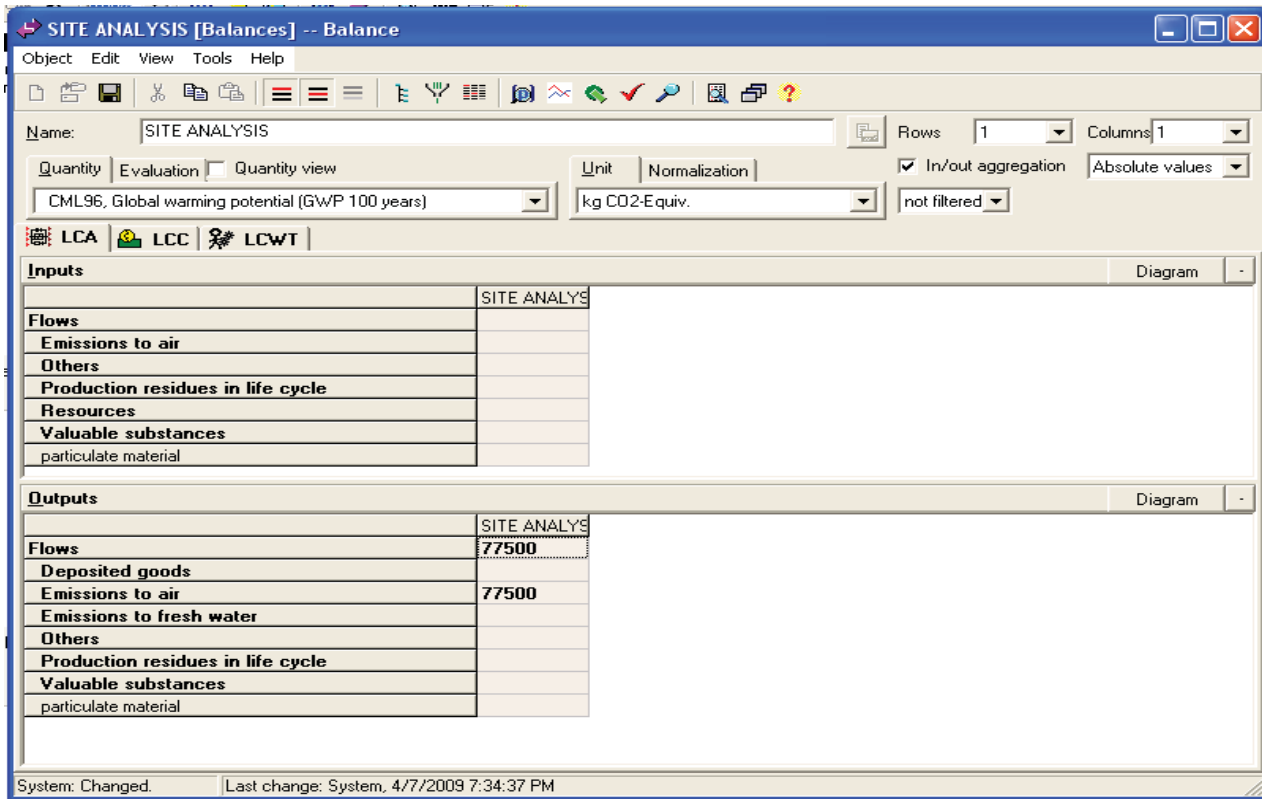 SITE ANALYSIS [Balances] -- Balance
Object Edit View Tools Help
Name: SITE ANALYSIS Rows 1 Columns 1
Quantity Evaluation Quantity view Unit Normalization In/out aggregation Absolute values
CML96, Global warming potential (GWP 100 years) kg CO2-Equiv. not filtered
LCA LCC LCWT
Inputs Diagram -
SITE ANALYS
Flows
Emissions to air
Others
Production residues in life cycle
Resources
Valuable substances
particulate material
Outputs Diagram -
SITE ANALYS
Flows 77500
Deposited goods
Emissions to air 77500
Emissions to fresh water
Others
Production residues in life cycle
Valuable substances
particulate material
System: Changed. Last change: System, 4/7/2009 7:34:37 PM